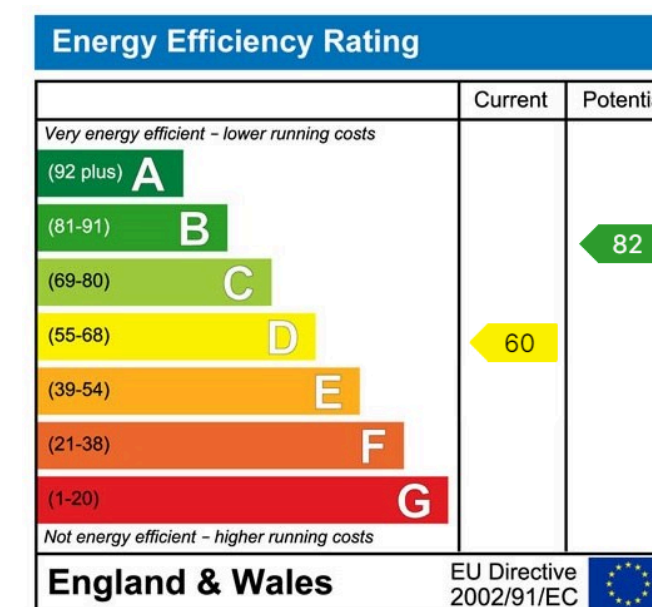 Energy Efficiency Rating
Current Potenti
Very energy efficient – lower running costs
(92 plus) A
(81-91) B
82
(69-80) C
(55-68) D
60
(39-54) E
(21-38) F
(1-20) G
Not energy efficient – higher running costs
England & Wales
EU Directive
2002/91/EC